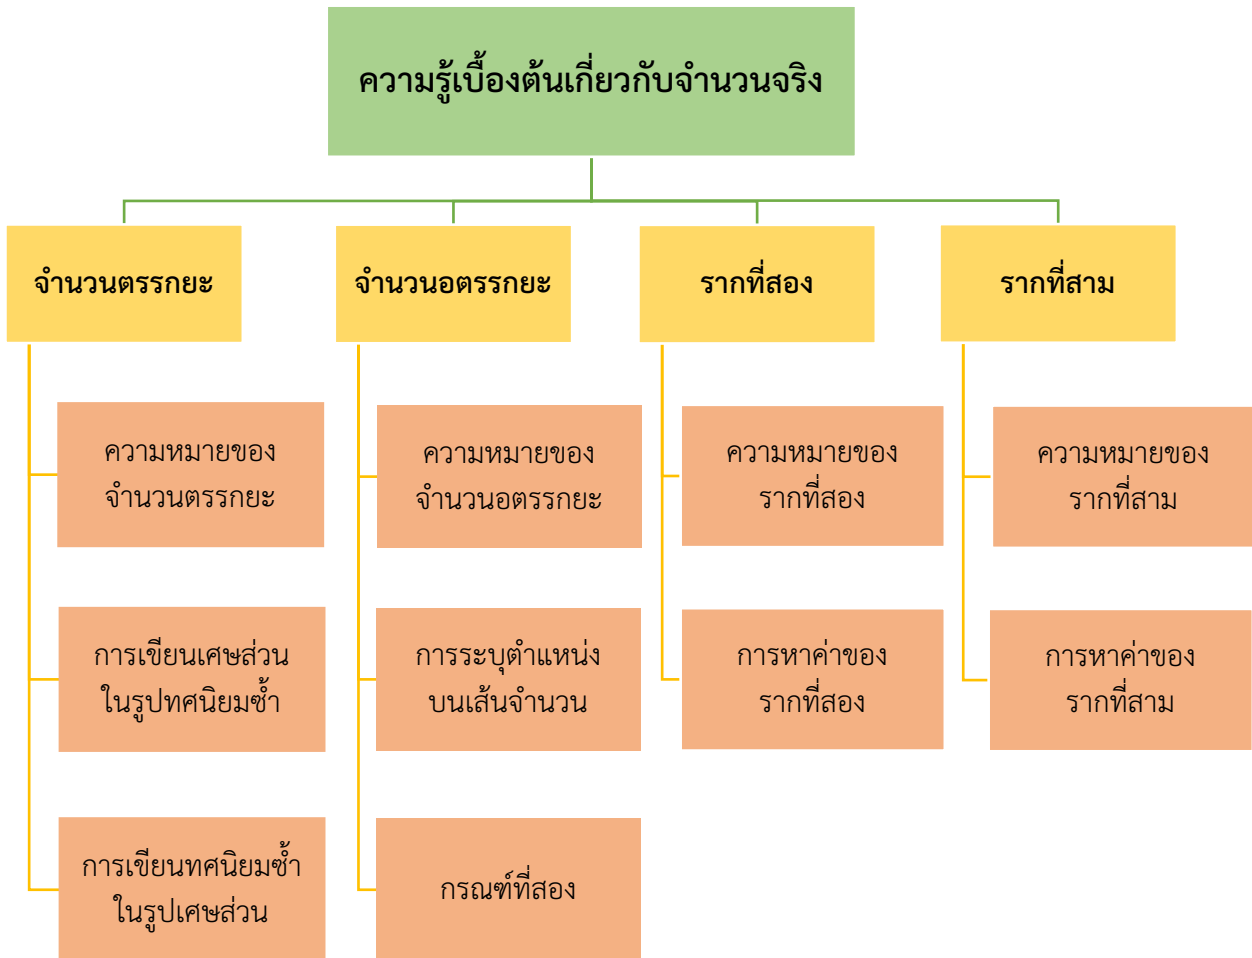 ความรู้เบื้องต้นเกี่ยวกับจำนวนจริง
จำนวนตรรกยะ
จำนวนอตรรกยะ
รากที่สอง
รากที่สาม
ความหมายของ
จำนวนตรรกยะ
ความหมายของ
จำนวนอตรรกยะ
ความหมายของ
รากที่สอง
ความหมายของ
รากที่สาม
การเขียนเศษส่วน
ในรูปทศนิยมซ้ำ
การระบุตำแหน่ง
บนเส้นจำนวน
การหาค่าของ
รากที่สอง
การหาค่าของ
รากที่สาม
การเขียนทศนิยมซ้ำ
ในรูปเศษส่วน
กรณฑ์ที่สอง